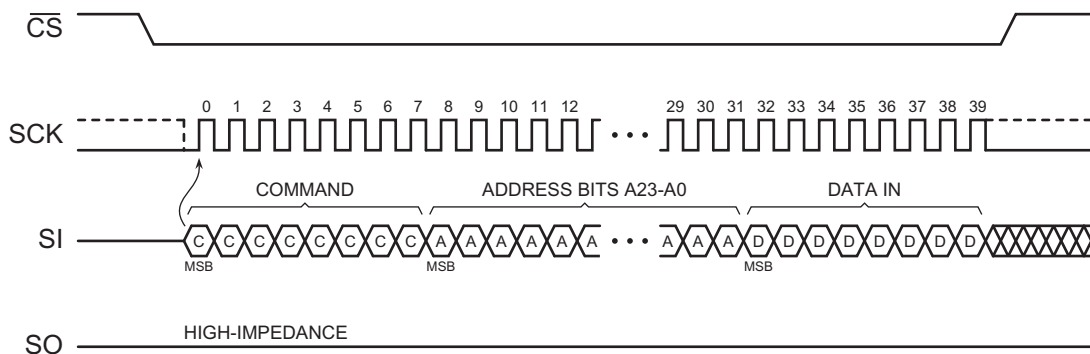 CS
0 1 2 3 4 5 6 7 8 9 10 11 12 29 30 31 32 33 34 35 36 37 38 39
SCK
COMMAND ADDRESS BITS A23-A0 DATA IN
SI C C C C C C C C A A A A A A A A A D D D D D D D D
MSB MSB MSB
HIGH-IMPEDANCE
SO